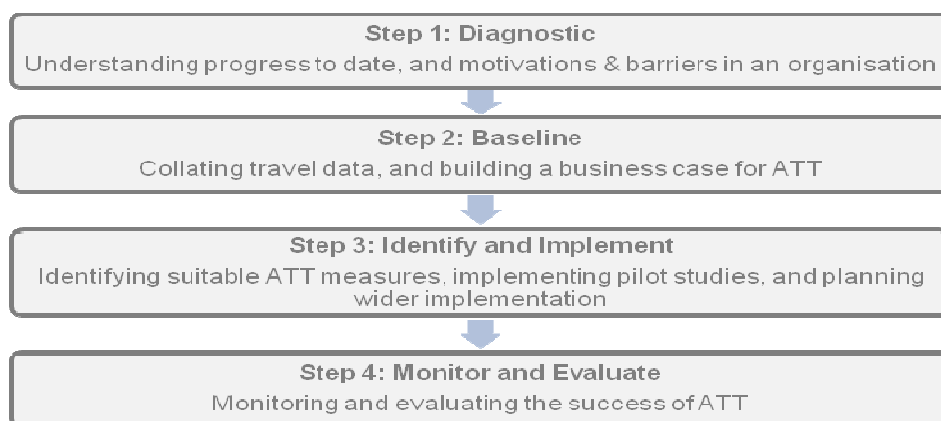 Step 1: Diagnostic
Understanding progress to date, and motivations & barriers in an organisation
Step 2: Baseline
Collating travel data, and building a business case for ATT
Step 3: Identify and Implement
Identifying suitable ATT measures, implementing pilot studies, and planning
wider implementation
Step 4: Monitor and Evaluate
Monitoring and evaluating the success of ATT